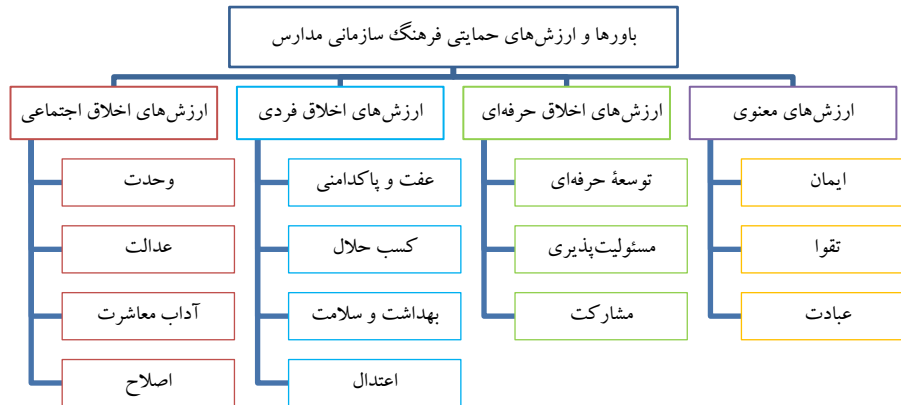 باورها و ارزش‌های حمایتی فرهنگ سازمانی مدارس
ارزش‌های معنوی
ارزش‌های اخلاق حرفه‌ای
ارزش‌های اخلاق فردی
ارزش‌های اخلاق اجتماعی
ایمان
توسعۀ حرفه‌ای
عفت و پاکدامنی
وحدت
تقوا
مسئولیت‌پذیری
کسب حلال
عدالت
عبادت
مشارکت
بهداشت و سلامت
آداب معاشرت
اعتدال
اصلاح